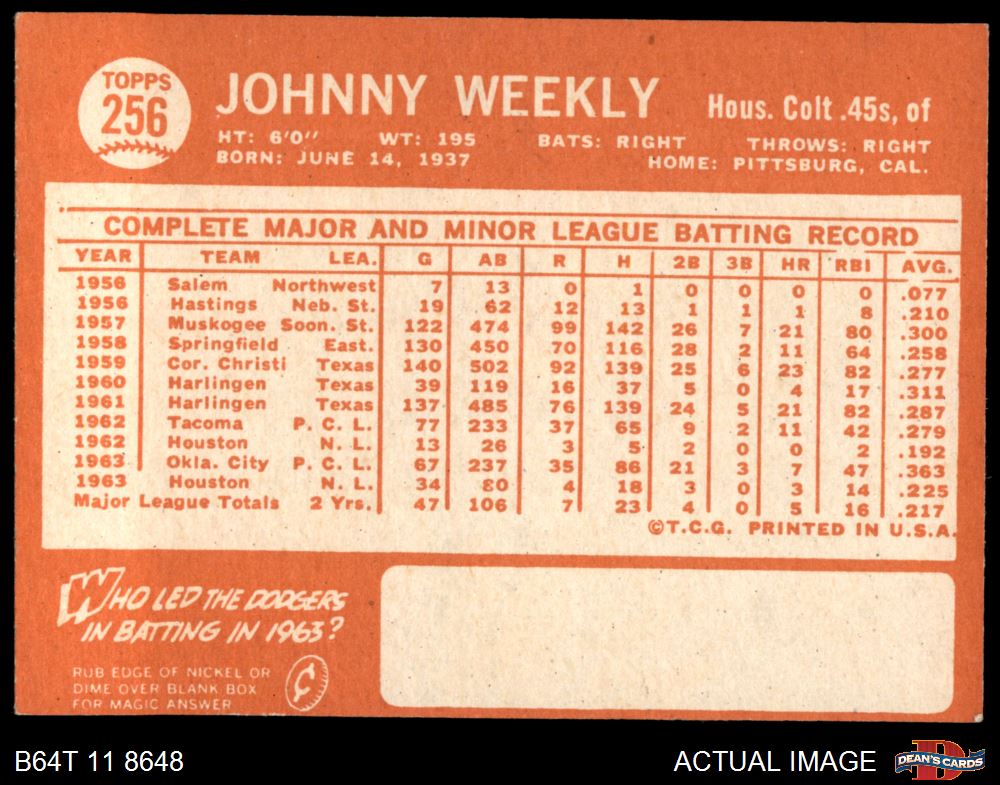 TOPPS
256
JOHNNY WEEKLY
Hous. Colt .45s, of
HT: 6'0" WT: 195 BATS: RIGHT THROWS: RIGHT
BORN: JUNE 14, 1937 HOME: PITTSBURG, CAL.
COMPLETE MAJOR AND MINOR LEAGUE BATTING RECORD
YEAR TEAM LEA. G AB R H 2B 3B HR RBI AVG.
1956 Salem Northwest 7 13 0 1 0 0 0 0 .077
1956 Hastings Neb. St. 19 62 12 13 1 1 1 8 .210
1957 Muskogee Soon. St. 122 474 99 142 26 7 21 80 .300
1958 Springfield East. 130 450 70 116 28 2 11 64 .258
1959 Cor. Christi Texas 140 502 92 139 25 6 23 82 .277
1960 Harlingen Texas 39 119 16 37 5 0 4 17 .311
1961 Harlingen Texas 137 485 76 139 24 5 21 82 .287
1962 Tacoma P. C. L. 77 233 37 65 9 2 11 42 .279
1962 Houston N. L. 13 26 3 5 2 0 0 2 .192
1963 Okla. City P. C. L. 67 237 35 86 21 3 7 47 .363
1963 Houston N. L. 34 80 4 18 3 0 3 14 .225
Major League Totals 2 Yrs. 47 106 7 23 4 0 5 16 .217
©T.C.G. PRINTED IN U.S.A.
WHO LED THE DODGERS
IN BATTING IN 1963?
RUB EDGE OF NICKEL OR
DIME OVER BLANK BOX
FOR MAGIC ANSWER
¢
B64T 11 8648
ACTUAL IMAGE
D
DEAN'S CARDS